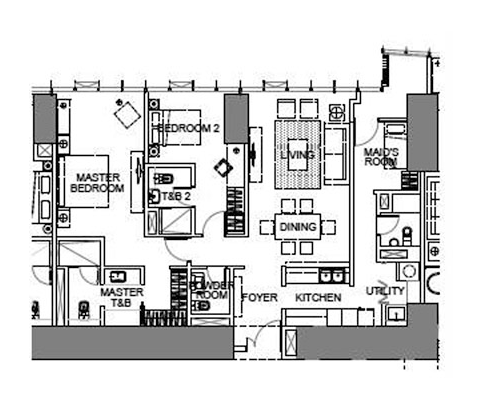 BEDROOM 2
LIVING
MAID'S
ROOM
MASTER
BEDROOM
T&B 2
DINING
MASTER
T&B
POWDER
ROOM
FOYER
KITCHEN
UTILITY